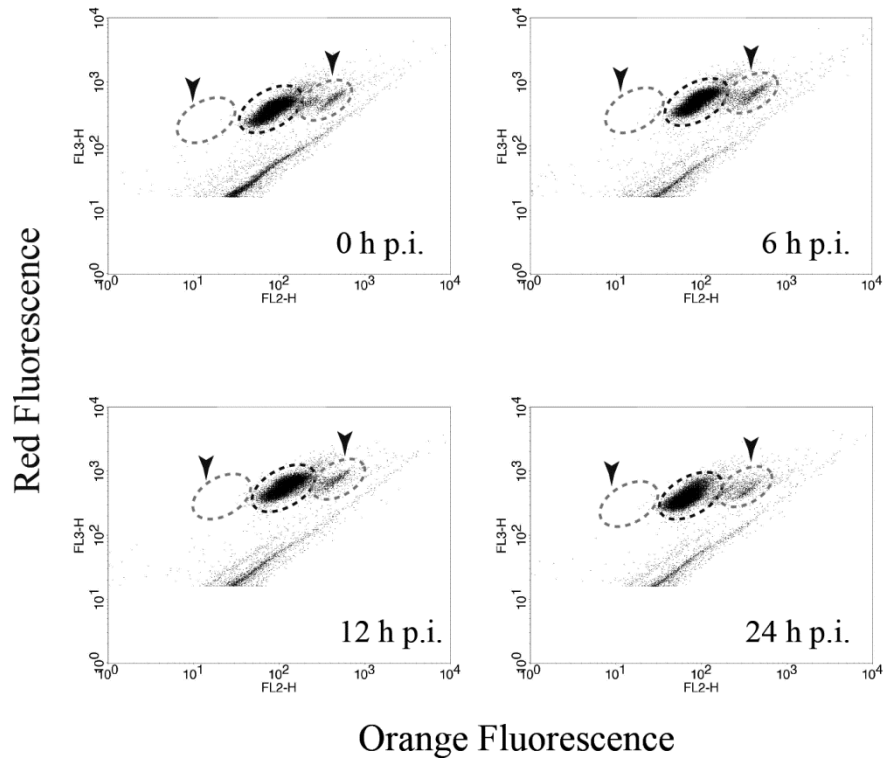 Red Fluorescence
10⁴
10³
10²
10¹
10⁰
FL3-H
0 h p.i.
10⁰ 10¹ 10² 10³ 10⁴
FL2-H
10⁴
10³
10²
10¹
10⁰
FL3-H
6 h p.i.
10⁰ 10¹ 10² 10³ 10⁴
FL2-H
10⁴
10³
10²
10¹
10⁰
FL3-H
12 h p.i.
10⁰ 10¹ 10² 10³ 10⁴
FL2-H
10⁴
10³
10²
10¹
10⁰
FL3-H
24 h p.i.
10⁰ 10¹ 10² 10³ 10⁴
FL2-H
Orange Fluorescence